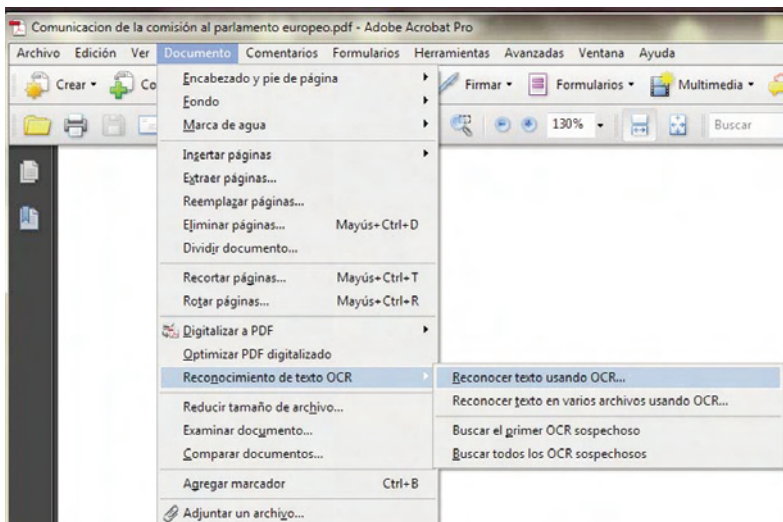 Comunicacion de la comisión al parlamento europeo.pdf - Adobe Acrobat Pro
Archivo Edición Ver Documento Comentarios Formularios Herramientas Avanzadas Ventana Ayuda
Crear Co Firmar Formularios Multimedia
130% Buscar
Encabezado y pie de página
Fondo
Marca de agua
Insertar páginas
Extraer páginas...
Reemplazar páginas...
Eliminar páginas... Mayús+Ctrl+D
Dividir documento...
Recortar páginas... Mayús+Ctrl+T
Rotar páginas... Mayús+Ctrl+R
Digitalizar a PDF
Optimizar PDF digitalizado
Reconocimiento de texto OCR
Reconocer texto usando OCR...
Reconocer texto en varios archivos usando OCR...
Buscar el primer OCR sospechoso
Buscar todos los OCR sospechosos
Reducir tamaño de archivo...
Examinar documento...
Comparar documentos...
Agregar marcador Ctrl+B
Adjuntar un archivo...